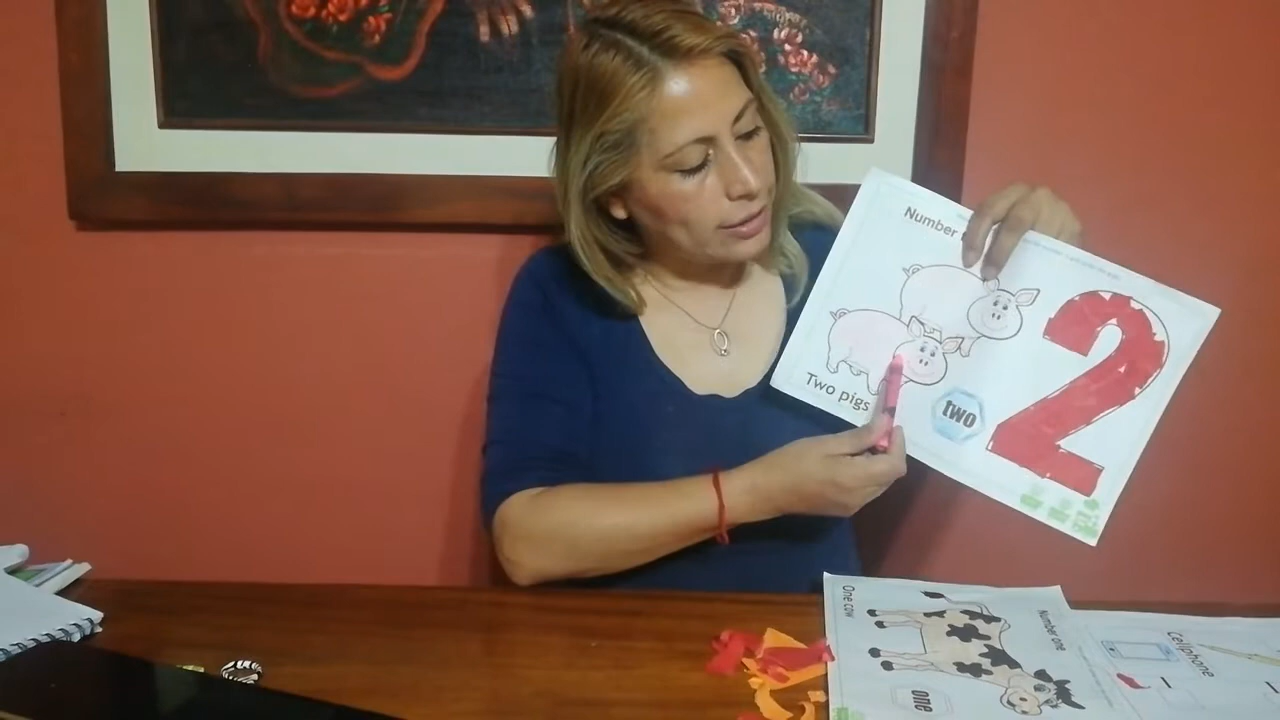 Number
2
Two pigs
two
One cow
Number one
one
Cellphone